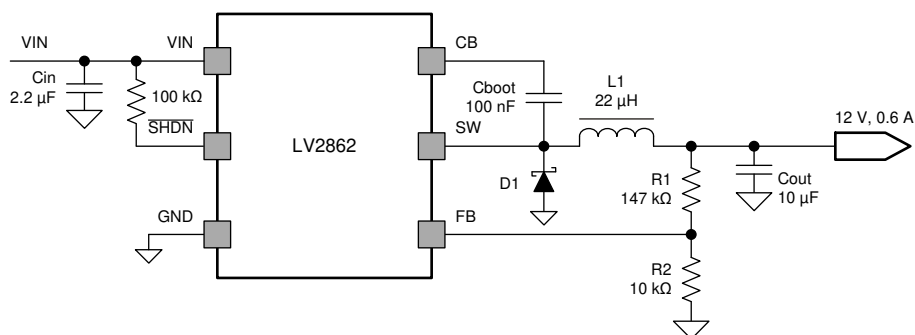 VIN
Cin
2.2 µF
VIN
100 kΩ
SHDN
GND
LV2862
CB
Cboot
100 nF
SW
D1
FB
L1
22 µH
R1
147 kΩ
R2
10 kΩ
Cout
10 µF
12 V, 0.6 A